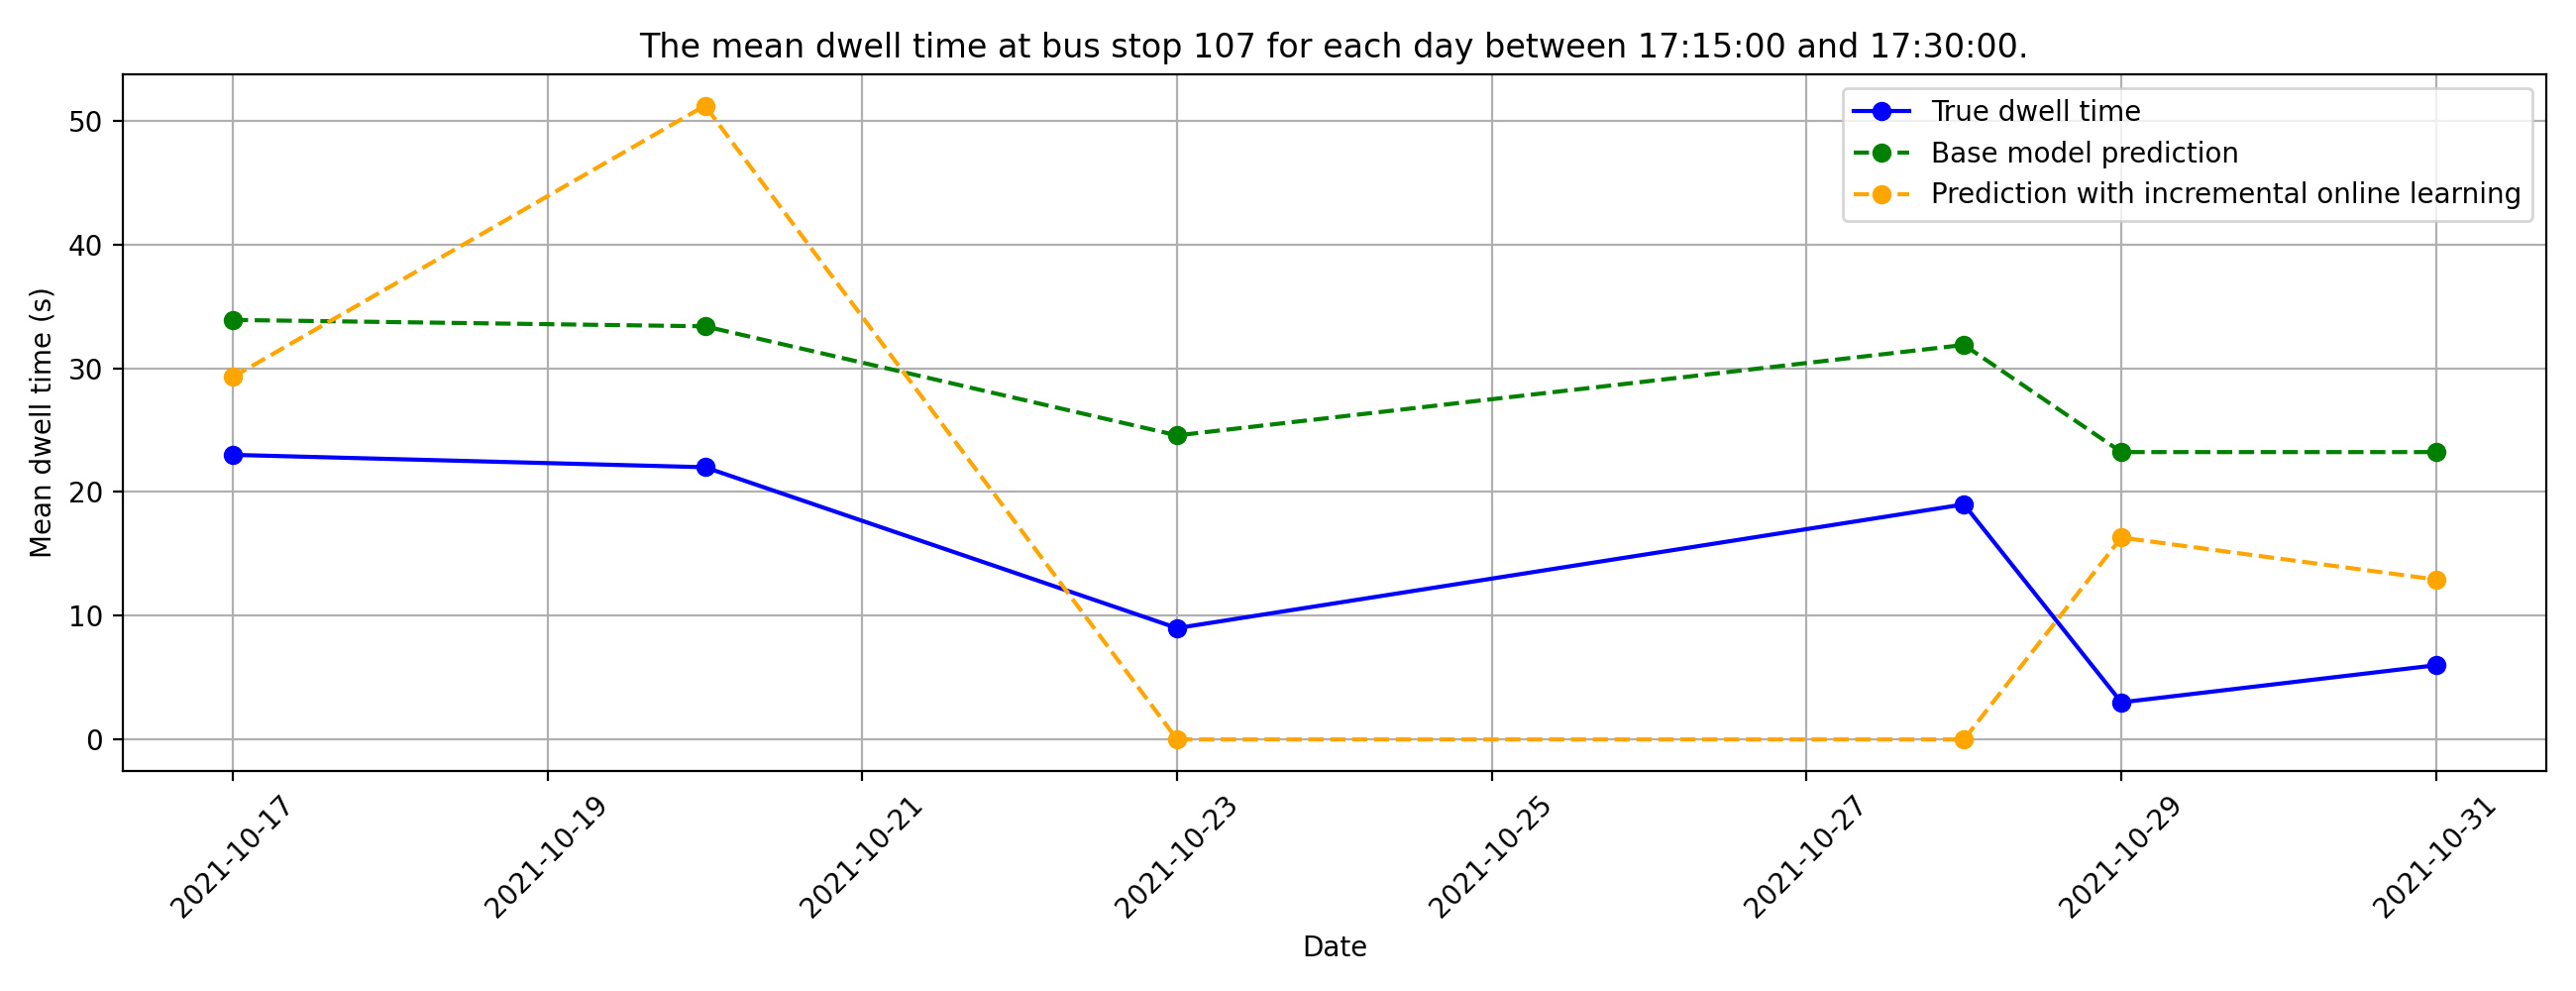 The mean dwell time at bus stop 107 for each day between 17:15:00 and 17:30:00.
True dwell time
Base model prediction
Prediction with incremental online learning
Mean dwell time (s)
50
40
30
20
10
0
2021-10-17
2021-10-19
2021-10-21
2021-10-23
2021-10-25
2021-10-27
2021-10-29
2021-10-31
Date